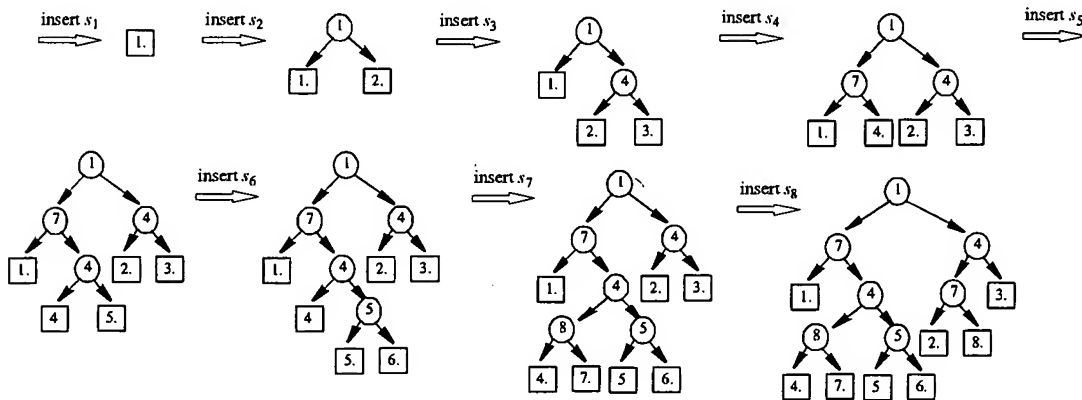 insert s1 insert s2 insert s3 insert s4 insert s5
1 1 1
1. 1. 2. 1. 4 7 4
2. 3. 1. 4. 2. 3.
insert s6 insert s7 insert s8
1 1 1 1
7 4 7 4 7 4 7 4
1. 4 2. 3. 1. 4 2. 3. 1. 4 2. 3. 1. 4 7 3.
4 5. 4 5 8 5 8 5 2. 8.
5. 6. 4. 7. 5 6. 4. 7. 5 6.